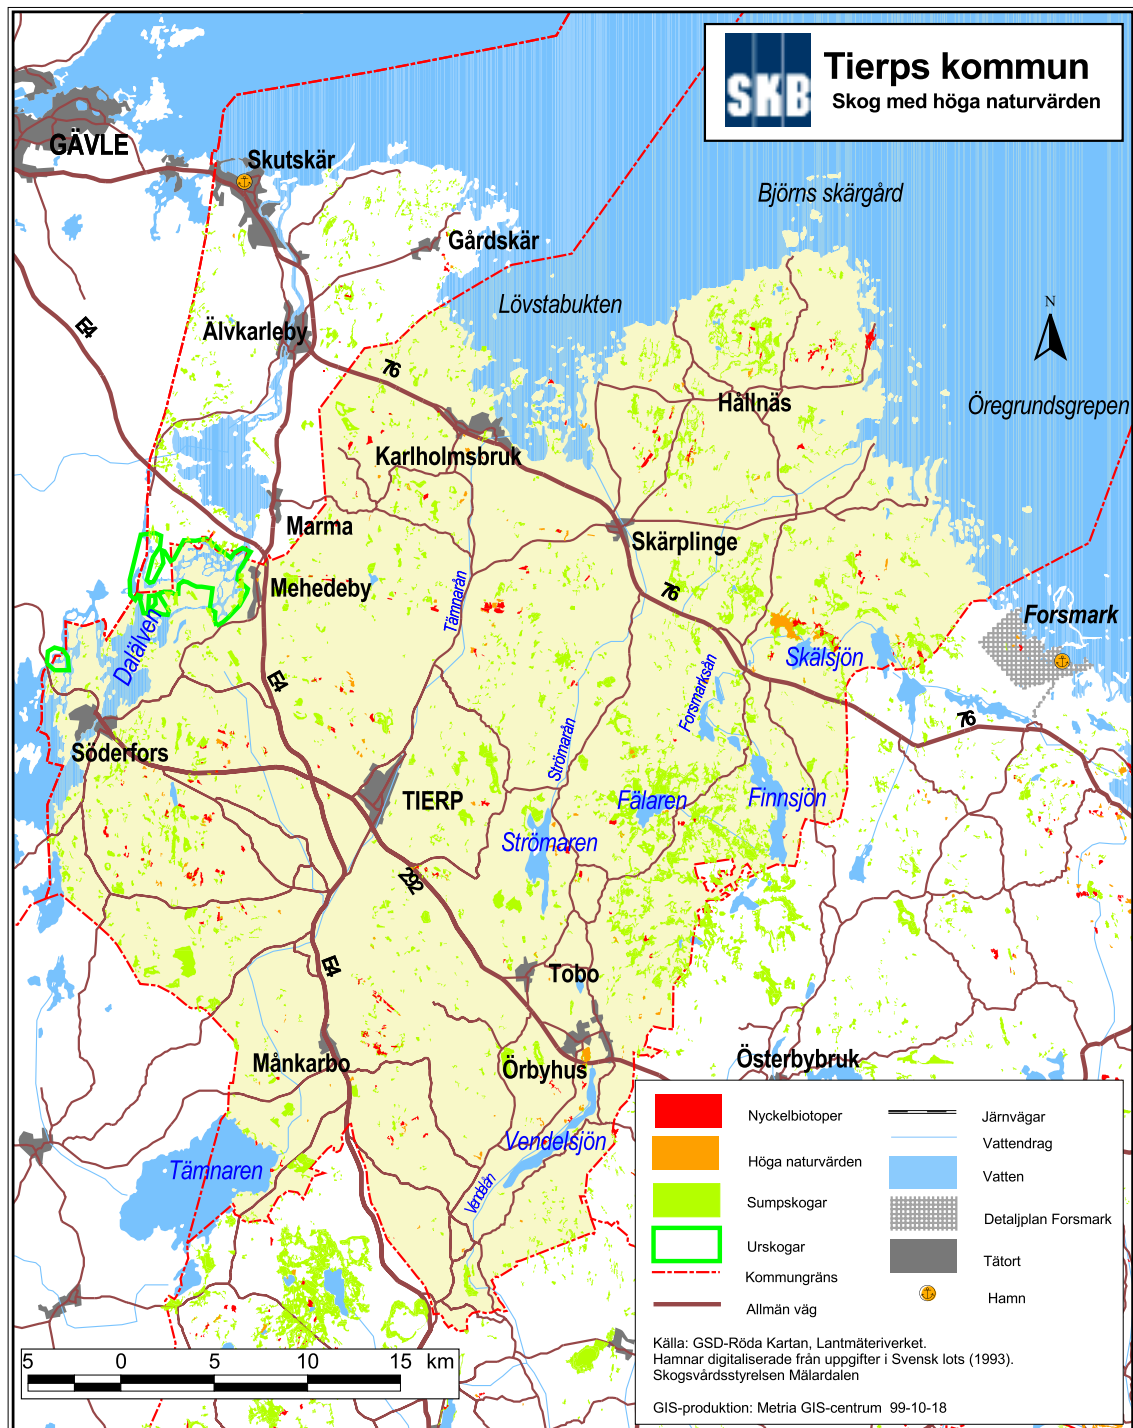 SKB
Tierps kommun
Skog med höga naturvärden
GÄVLE
Skutskär
Björns skärgård
Gårdskär
Lövstabukten
N
E4
Älvkarleby
76
Hållnäs
Öregrundsgrepen
Karlholmsbruk
Marma
Skärplinge
Mehedeby
Tämnarån
76
Dalälven
Forsmark
Skälsjön
E4
Forsmarksån
76
Söderfors
Strömarån
TIERP
Fälaren
Finnsjön
Strömaren
292
E4
Tobo
Månkarbo
Örbyhus
Österbybruk
Tämnaren
Vendelsjön
Vendelån
Nyckelbiotoper
Höga naturvärden
Sumpskogar
Urskogar
Kommungräns
Allmän väg
Järnvägar
Vattendrag
Vatten
Detaljplan Forsmark
Tätort
Hamn
Källa: GSD-Röda Kartan, Lantmäteriverket.
Hamnar digitaliserade från uppgifter i Svensk lots (1993).
Skogsvårdsstyrelsen Mälardalen
GIS-produktion: Metria GIS-centrum 99-10-18
5 0 5 10 15 km